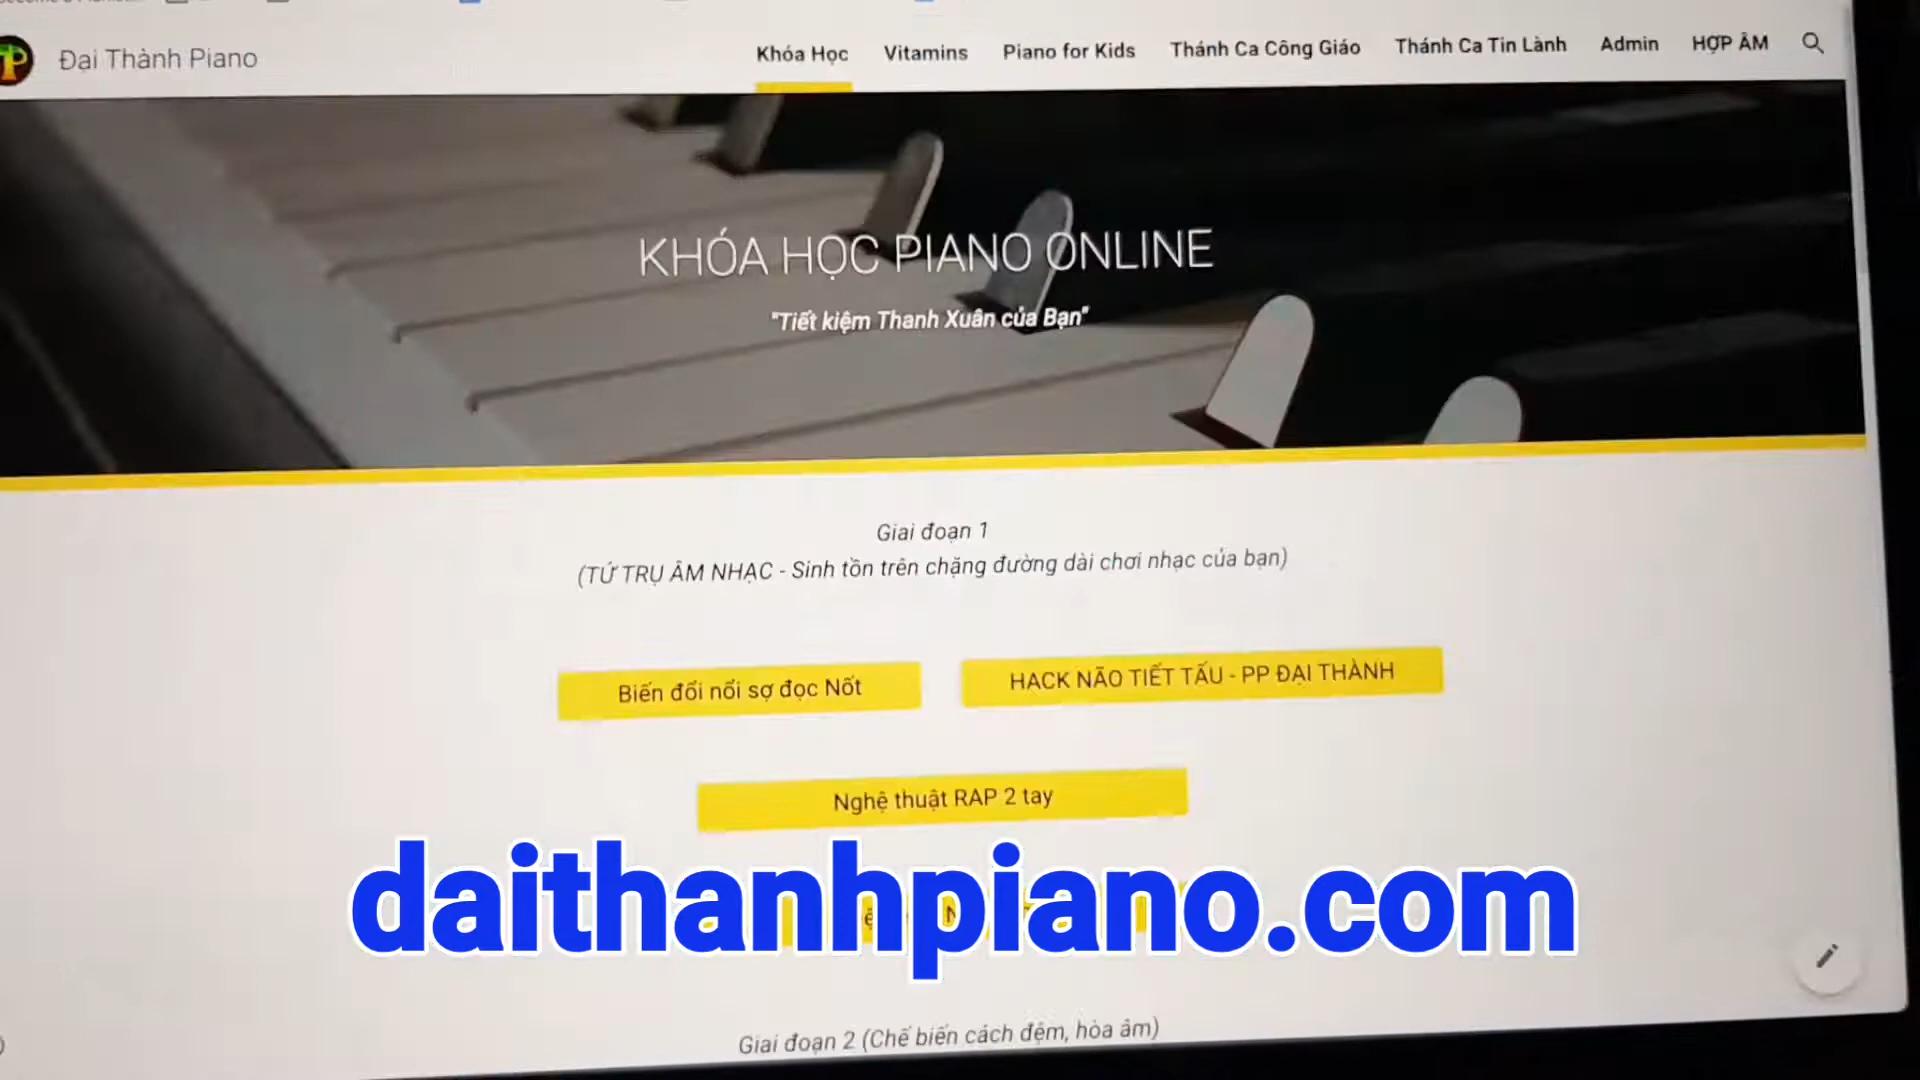 Đại Thành Piano
Khóa Học Vitamins Piano for Kids Thánh Ca Công Giáo Thánh Ca Tin Lành Admin HỢP ÂM
KHÓA HỌC PIANO ONLINE
"Tiết kiệm Thanh Xuân của Bạn"
Giai đoạn 1
(TỨ TRỤ ÂM NHẠC - Sinh tồn trên chặng đường dài chơi nhạc của bạn)
Biến đổi nổi sợ đọc Nốt
HACK NÃO TIẾT TẤU - PP ĐẠI THÀNH
Nghệ thuật RAP 2 tay
daithanhpiano.com
Giai đoạn 2 (Chế biến cách đệm, hòa âm)